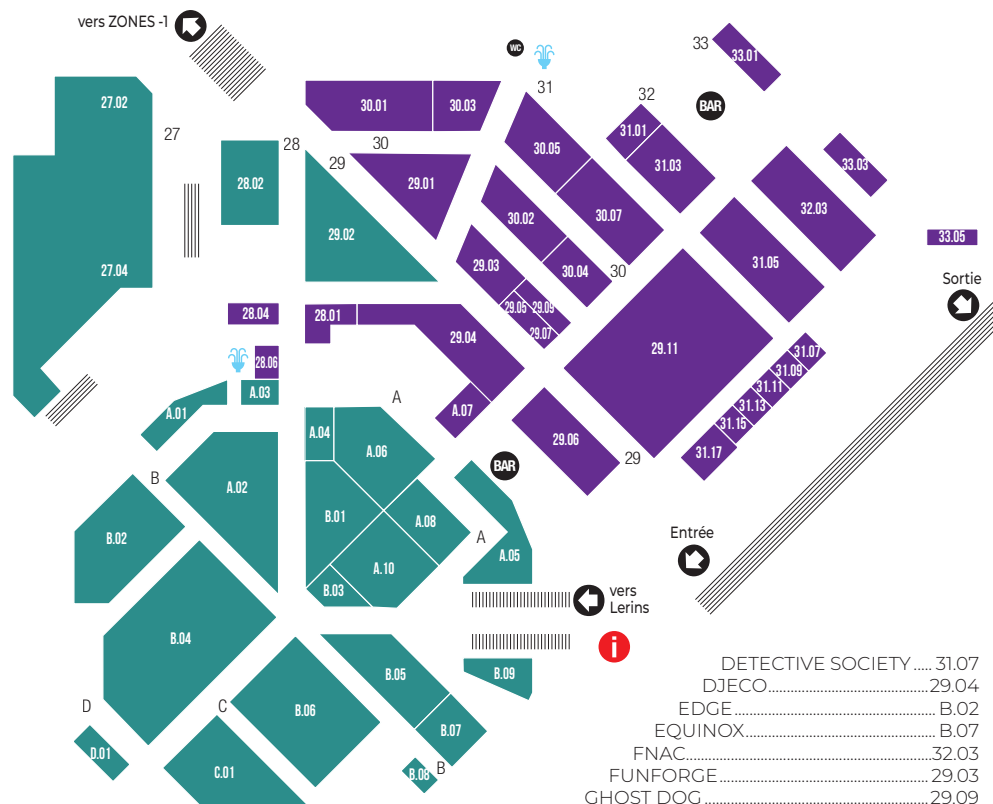 vers ZONES -1
33
33.01
WC
31
32
BAR
27.02
27
30.01
30.03
31.01
31.03
28
30
29
30.05
33.03
28.02
29.01
30.02
30.07
32.03
29.02
33.05
29.03
30.04
30
31.05
27.04
Sortie
28.04
28.01
29.05
29.09
29.07
29.04
29.11
31.07
28.06
31.09
A.03
31.11
A
A.01
A.07
31.13
31.15
A.04
29.06
A.06
31.17
29
BAR
B
A.02
B.01
A.08
B.02
Entrée
A
A.05
A.10
B.03
vers
Lerins
i
B.04
B.05
B.09
D
C
B.06
B.07
D.01
B
B.08
C.01
DETECTIVE SOCIETY ..... 31.07
DJECO ..... 29.04
EDGE ..... B.02
EQUINOX ..... B.07
FNAC ..... 32.03
FUNFORGE ..... 29.03
GHOST DOG ..... 29.09